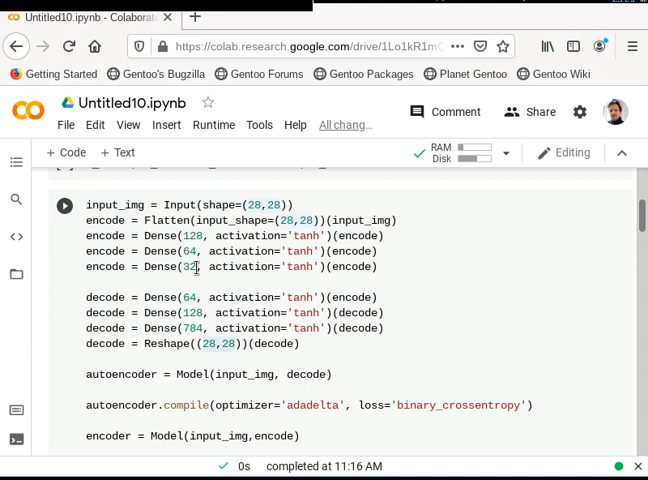 Untitled10.ipynb - Colaborat
https://colab.research.google.com/drive/1Lo1kR1mC
Getting Started Gentoo's Bugzilla Gentoo Forums Gentoo Packages Planet Gentoo Gentoo Wiki
Untitled10.ipynb
Comment Share
File Edit View Insert Runtime Tools Help All chang…
+ Code + Text RAM Disk Editing
input_img = Input(shape=(28,28))
encode = Flatten(input_shape=(28,28))(input_img)
encode = Dense(128, activation='tanh')(encode)
encode = Dense(64, activation='tanh')(encode)
encode = Dense(32, activation='tanh')(encode)
decode = Dense(64, activation='tanh')(encode)
decode = Dense(128, activation='tanh')(decode)
decode = Dense(784, activation='tanh')(decode)
decode = Reshape((28,28))(decode)
autoencoder = Model(input_img, decode)
autoencoder.compile(optimizer='adadelta', loss='binary_crossentropy')
encoder = Model(input_img,encode)
0s completed at 11:16 AM